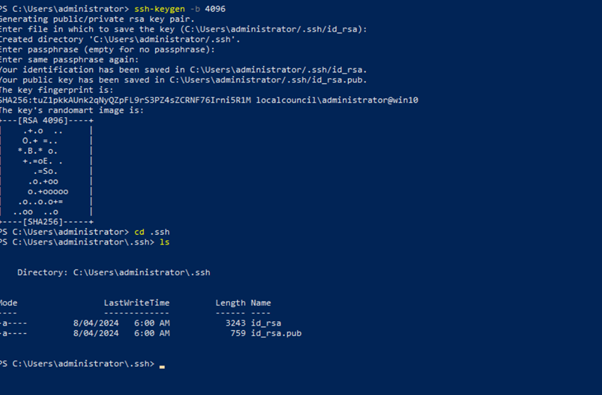 PS C:\Users\administrator> ssh-keygen -b 4096
Generating public/private rsa key pair.
Enter file in which to save the key (C:\Users\administrator/.ssh/id_rsa):
Created directory 'C:\Users\administrator/.ssh'.
Enter passphrase (empty for no passphrase):
Enter same passphrase again:
Your identification has been saved in C:\Users\administrator/.ssh/id_rsa.
Your public key has been saved in C:\Users\administrator/.ssh/id_rsa.pub.
The key fingerprint is:
localcouncil\administrator@win10
The key's randomart image is:
+---[RSA 4096]----+
|    .+.o  ..     |
|    O.+ =..      |
|   *.B.* o.      |
|    +.=oE. .     |
|      .=So.      |
|     .o.+oo      |
|     o.+ooooo    |
|   .o..o.o+=     |
|  ..oo  ..o      |
+----[SHA256]-----+
PS C:\Users\administrator> cd .ssh
PS C:\Users\administrator\.ssh> ls
Directory: C:\Users\administrator\.ssh
Mode LastWriteTime Length Name
---- ------------- ------ ----
-a---- 8/04/2024 6:00 AM 3243 id_rsa
-a---- 8/04/2024 6:00 AM 759 id_rsa.pub
PS C:\Users\administrator\.ssh>